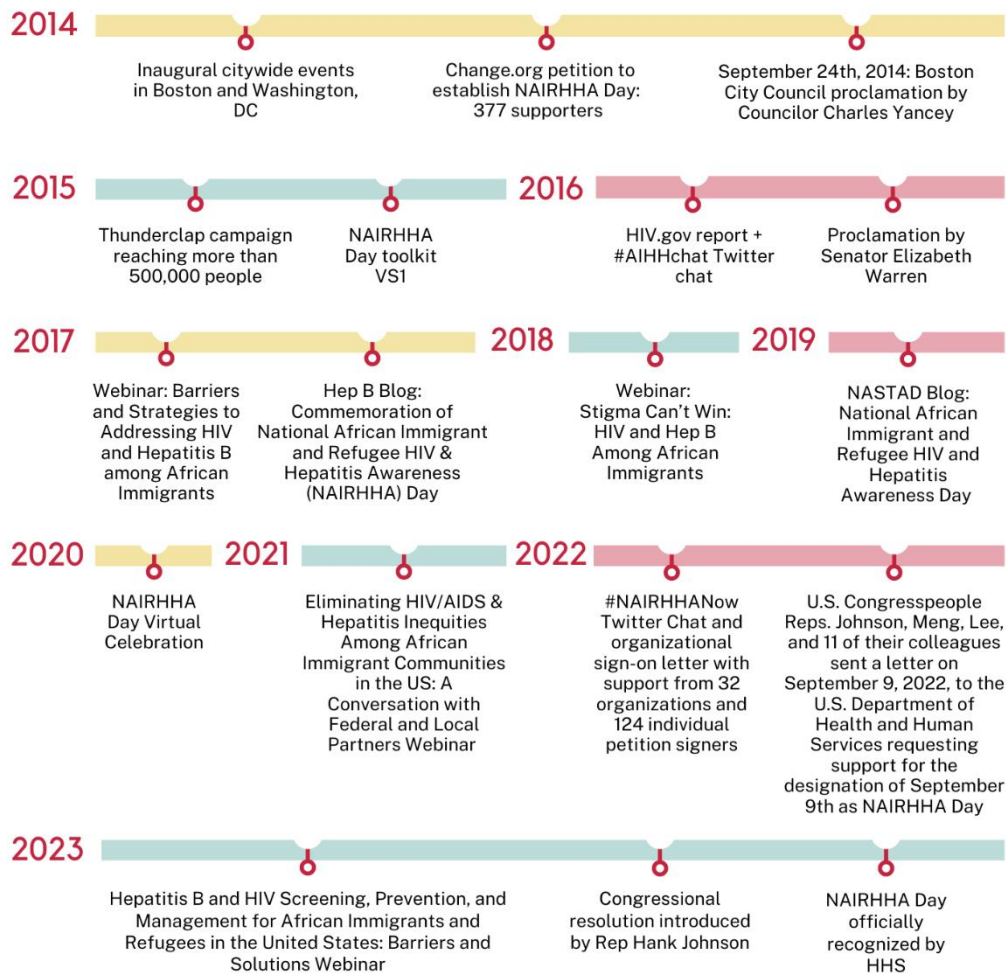 2014
Inaugural citywide events
in Boston and Washington,
DC
Change.org petition to
establish NAIRHHA Day:
377 supporters
September 24th, 2014: Boston
City Council proclamation by
Councilor Charles Yancey
2015
Thunderclap campaign
reaching more than
500,000 people
NAIRHHA
Day toolkit
VS1
2016
HIV.gov report +
#AIHHchat Twitter
chat
Proclamation by
Senator Elizabeth
Warren
2017
Webinar: Barriers
and Strategies to
Addressing HIV
and Hepatitis B
among African
Immigrants
Hep B Blog:
Commemoration of
National African Immigrant
and Refugee HIV &
Hepatitis Awareness
(NAIRHHA) Day
2018
Webinar:
Stigma Can't Win:
HIV and Hep B
Among African
Immigrants
2019
NASTAD Blog:
National African
Immigrant and
Refugee HIV and
Hepatitis
Awareness Day
2020
NAIRHHA
Day Virtual
Celebration
2021
Eliminating HIV/AIDS &
Hepatitis Inequities
Among African
Immigrant Communities
in the US: A
Conversation with
Federal and Local
Partners Webinar
2022
#NAIRHHANow
Twitter Chat and
organizational
sign-on letter with
support from 32
organizations and
124 individual
petition signers
U.S. Congresspeople
Reps. Johnson, Meng, Lee,
and 11 of their colleagues
sent a letter on
September 9, 2022, to the
U.S. Department of
Health and Human
Services requesting
support for the
designation of September
9th as NAIRHHA Day
2023
Hepatitis B and HIV Screening, Prevention, and
Management for African Immigrants and
Refugees in the United States: Barriers and
Solutions Webinar
Congressional
resolution introduced
by Rep Hank Johnson
NAIRHHA Day
officially
recognized by
HHS